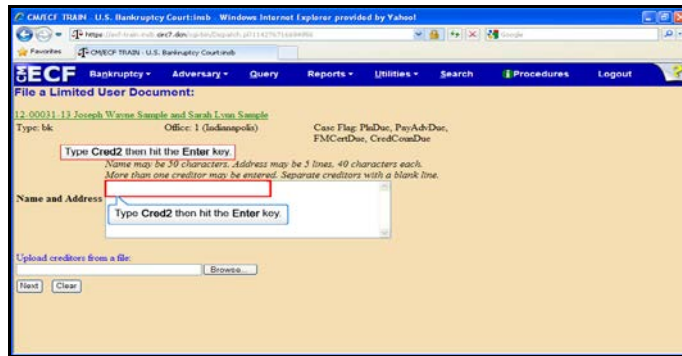 CM/ECF TRAIN - U.S. Bankruptcy Court:insb - Windows Internet Explorer provided by Yahoo!
Google
Favorites CM/ECF TRAIN - U.S. Bankruptcy Court:insb
ECF Bankruptcy Adversary Query Reports Utilities Search Procedures Logout ?
File a Limited User Document:
12-00031-13 Joseph Wayne Sample and Sarah Lynn Sample
Type: bk Office: 1 (Indianapolis) Case Flag: PlnDue, PayAdvDue,
FMCertDue, CredCounDue
Type Cred2 then hit the Enter key.
Name may be 50 characters. Address may be 5 lines, 40 characters each.
More than one creditor may be entered. Separate creditors with a blank line.
Name and Address
Type Cred2 then hit the Enter key.
Upload creditors from a file:
Browse...
Next Clear